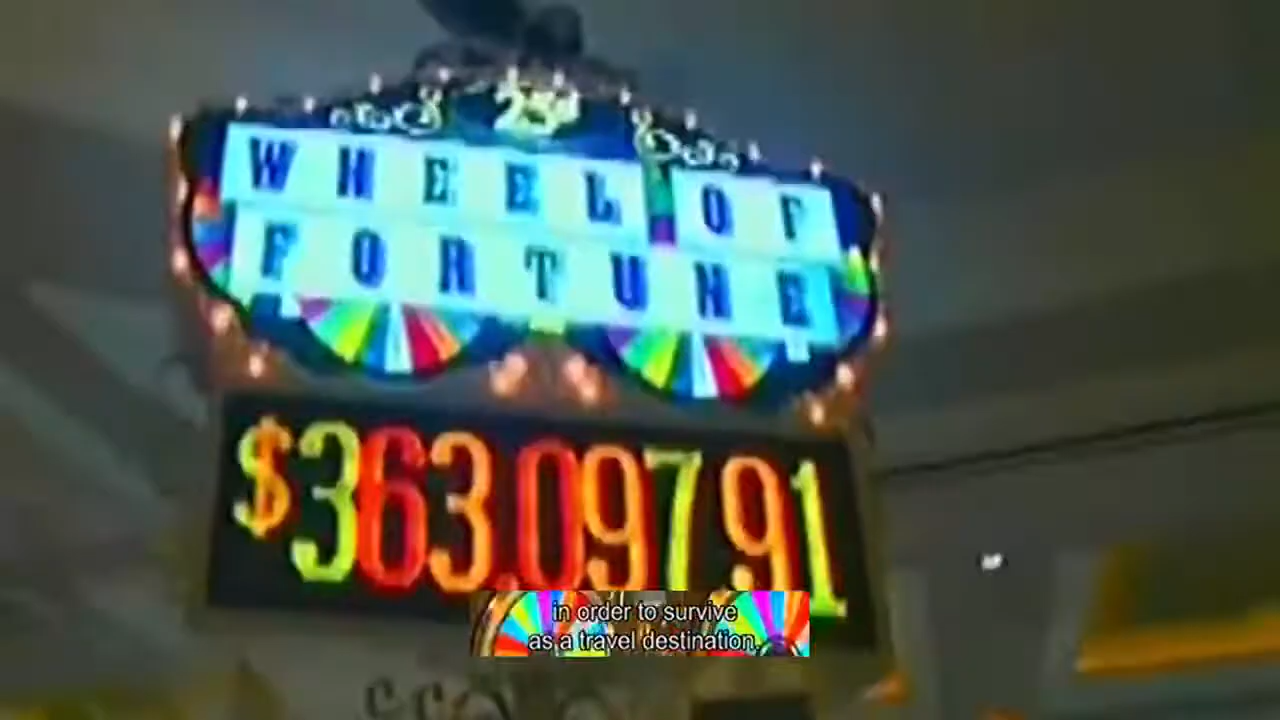 25¢
WHEEL OF
FORTUNE
$363,097.91
in order to survive
as a travel destination.